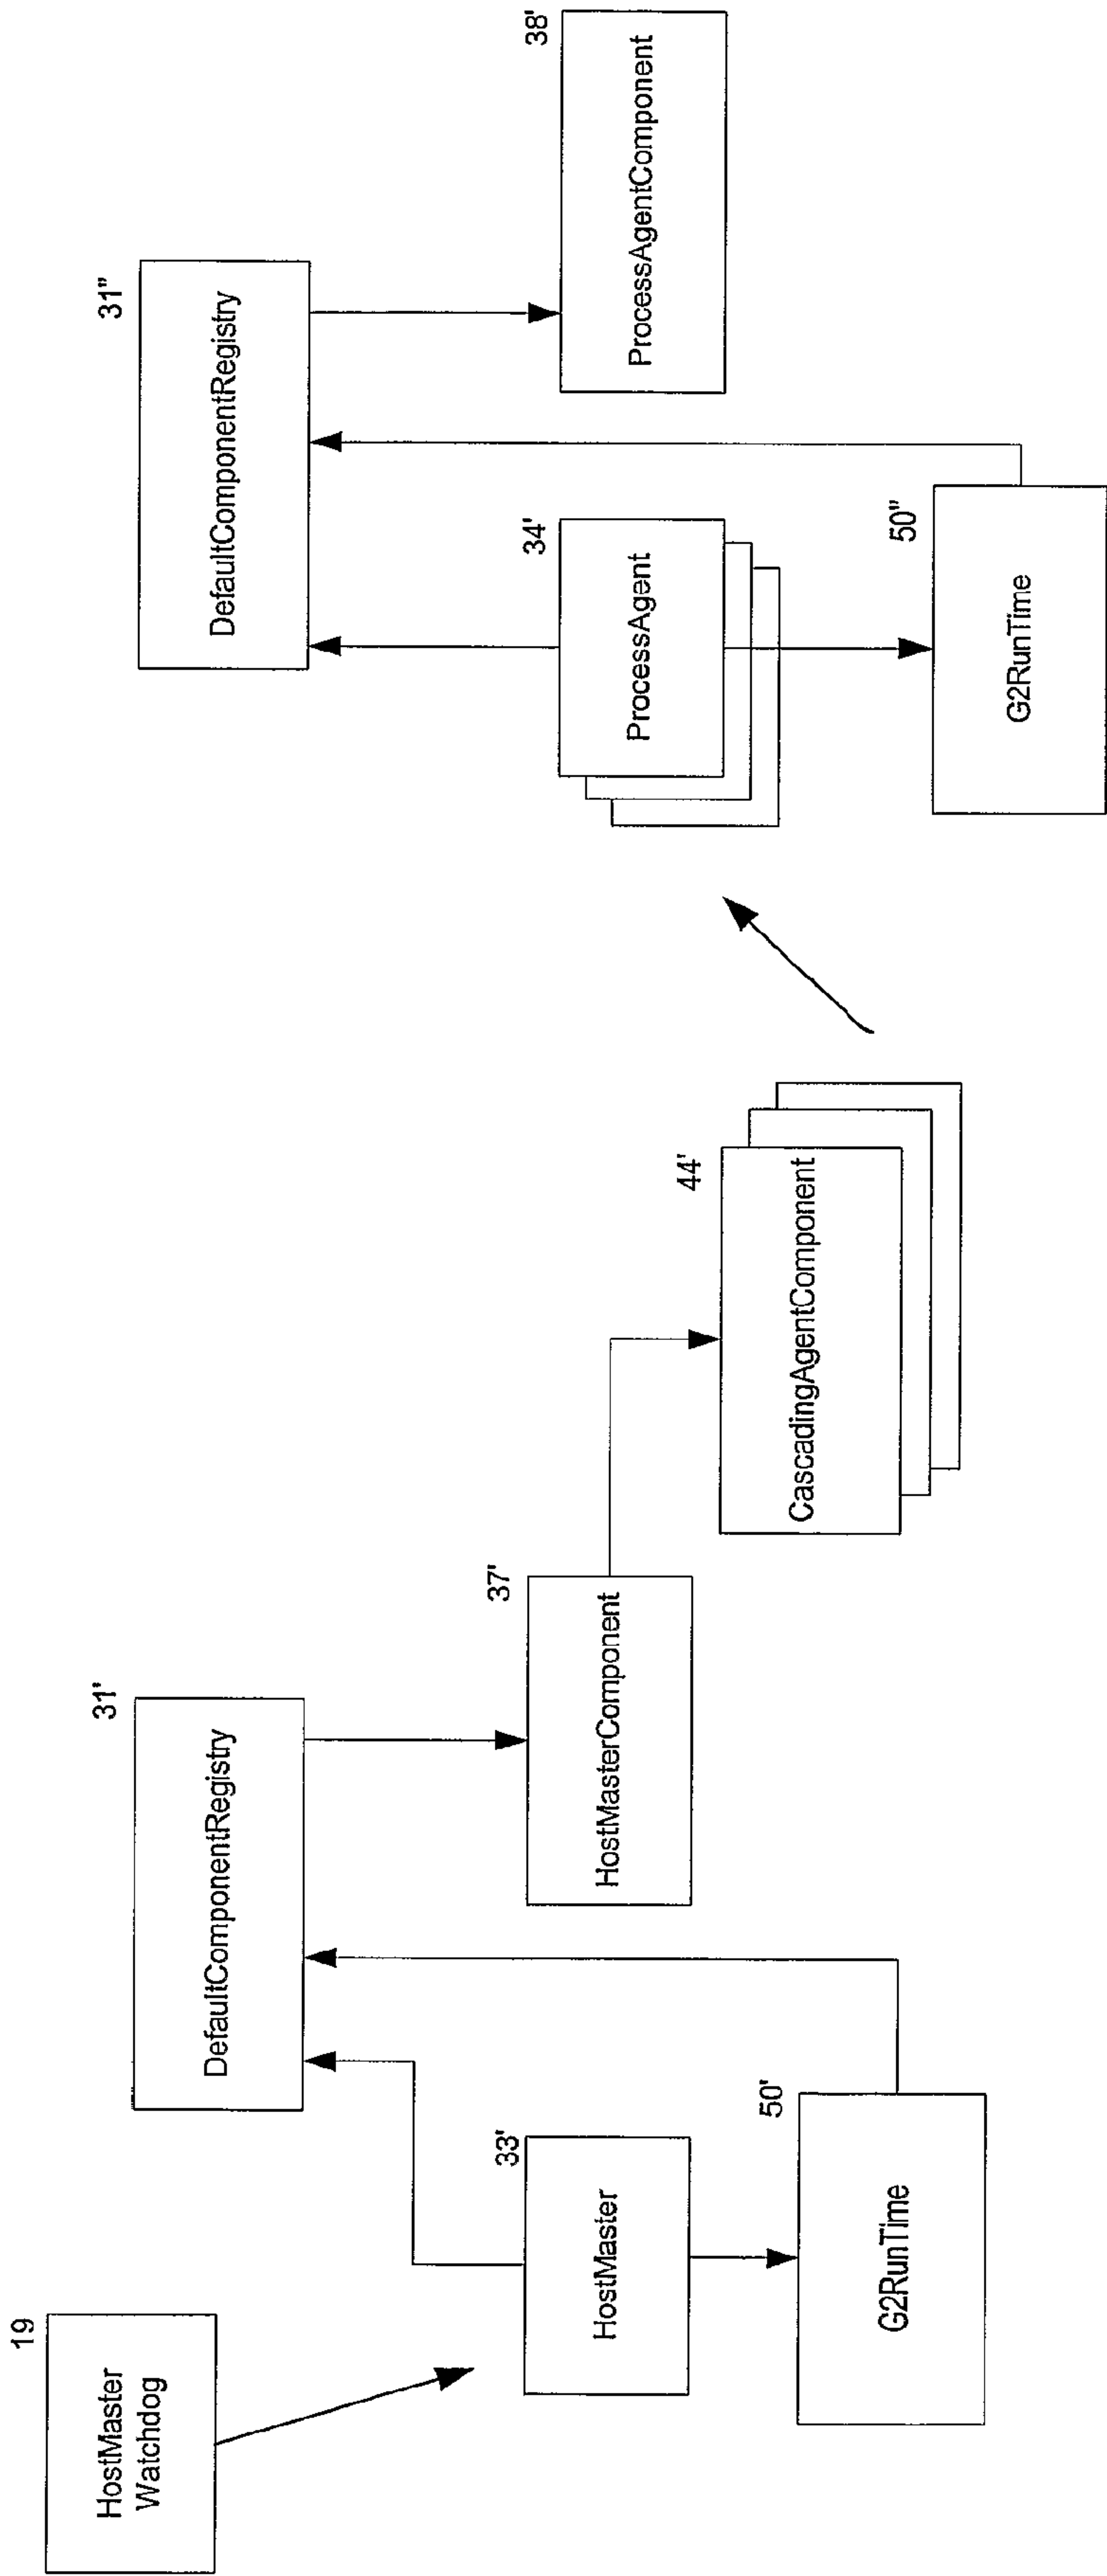 19
HostMaster
Watchdog
31'
DefaultComponentRegistry
33'
HostMaster
37'
HostMasterComponent
50'
G2RunTime
44'
CascadingAgentComponent
31"
DefaultComponentRegistry
34'
ProcessAgent
38'
ProcessAgentComponent
50"
G2RunTime